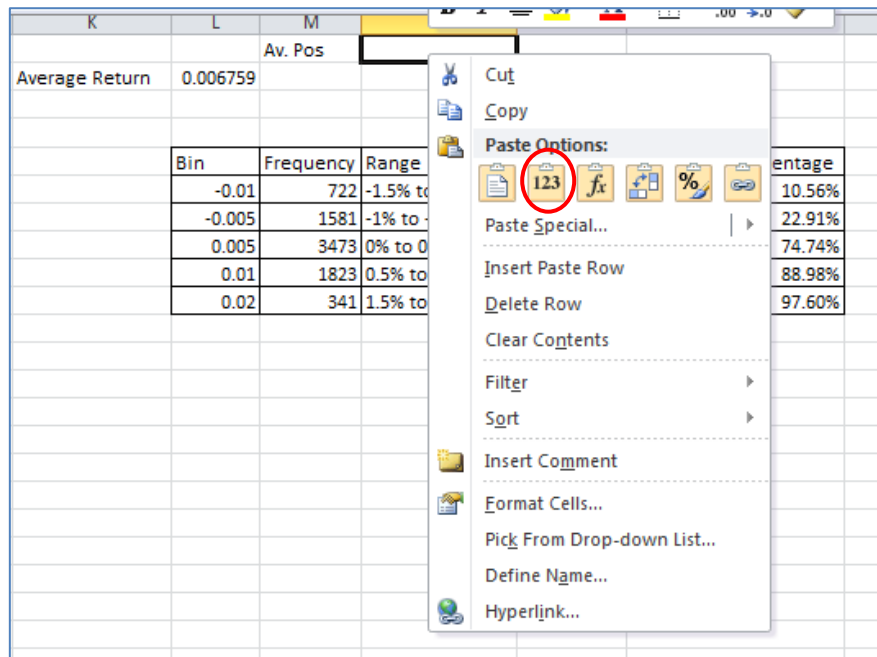 K L M
.00 .0
Av. Pos
Average Return 0.006759
Bin Frequency Range entage
-0.01 722 -1.5% to 10.56%
-0.005 1581 -1% to - 22.91%
0.005 3473 0% to 0 74.74%
0.01 1823 0.5% to 88.98%
0.02 341 1.5% to 97.60%
Cut
Copy
Paste Options:
123 fx %
Paste Special...
Insert Paste Row
Delete Row
Clear Contents
Filter
Sort
Insert Comment
Format Cells...
Pick From Drop-down List...
Define Name...
Hyperlink...